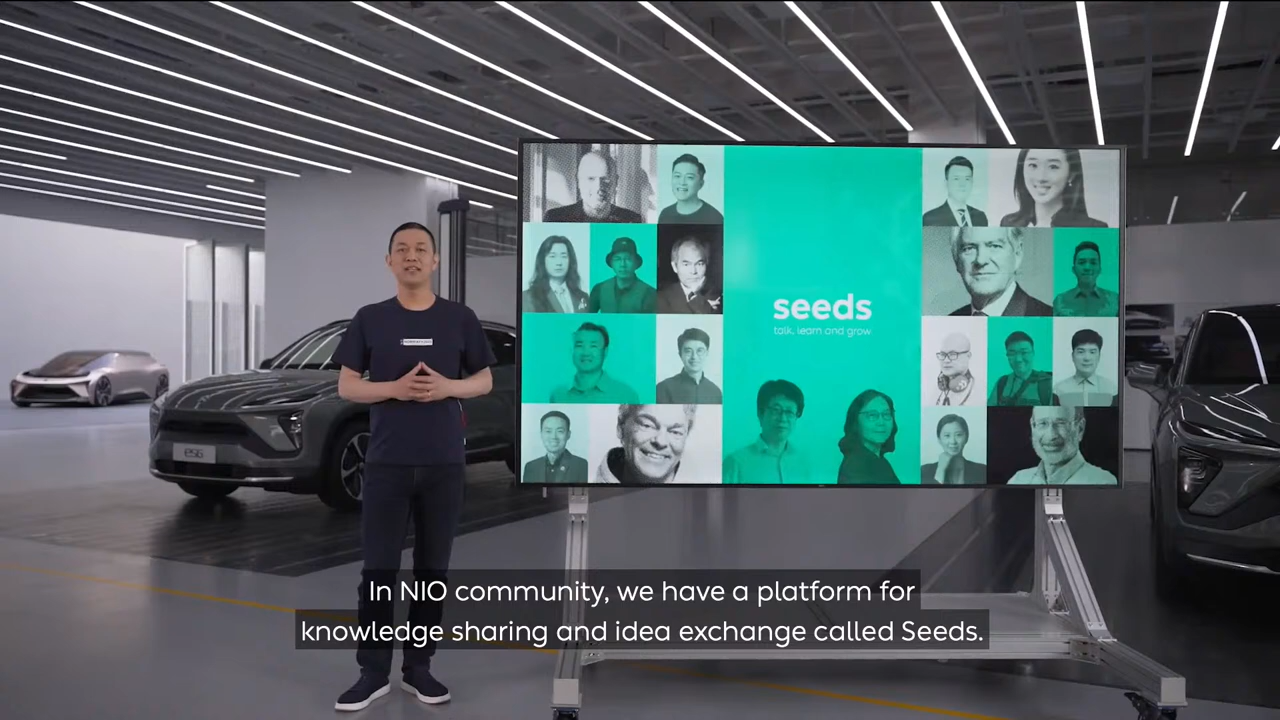 seeds
talk, learn and grow
ES6
In NIO community, we have a platform for
knowledge sharing and idea exchange called Seeds.